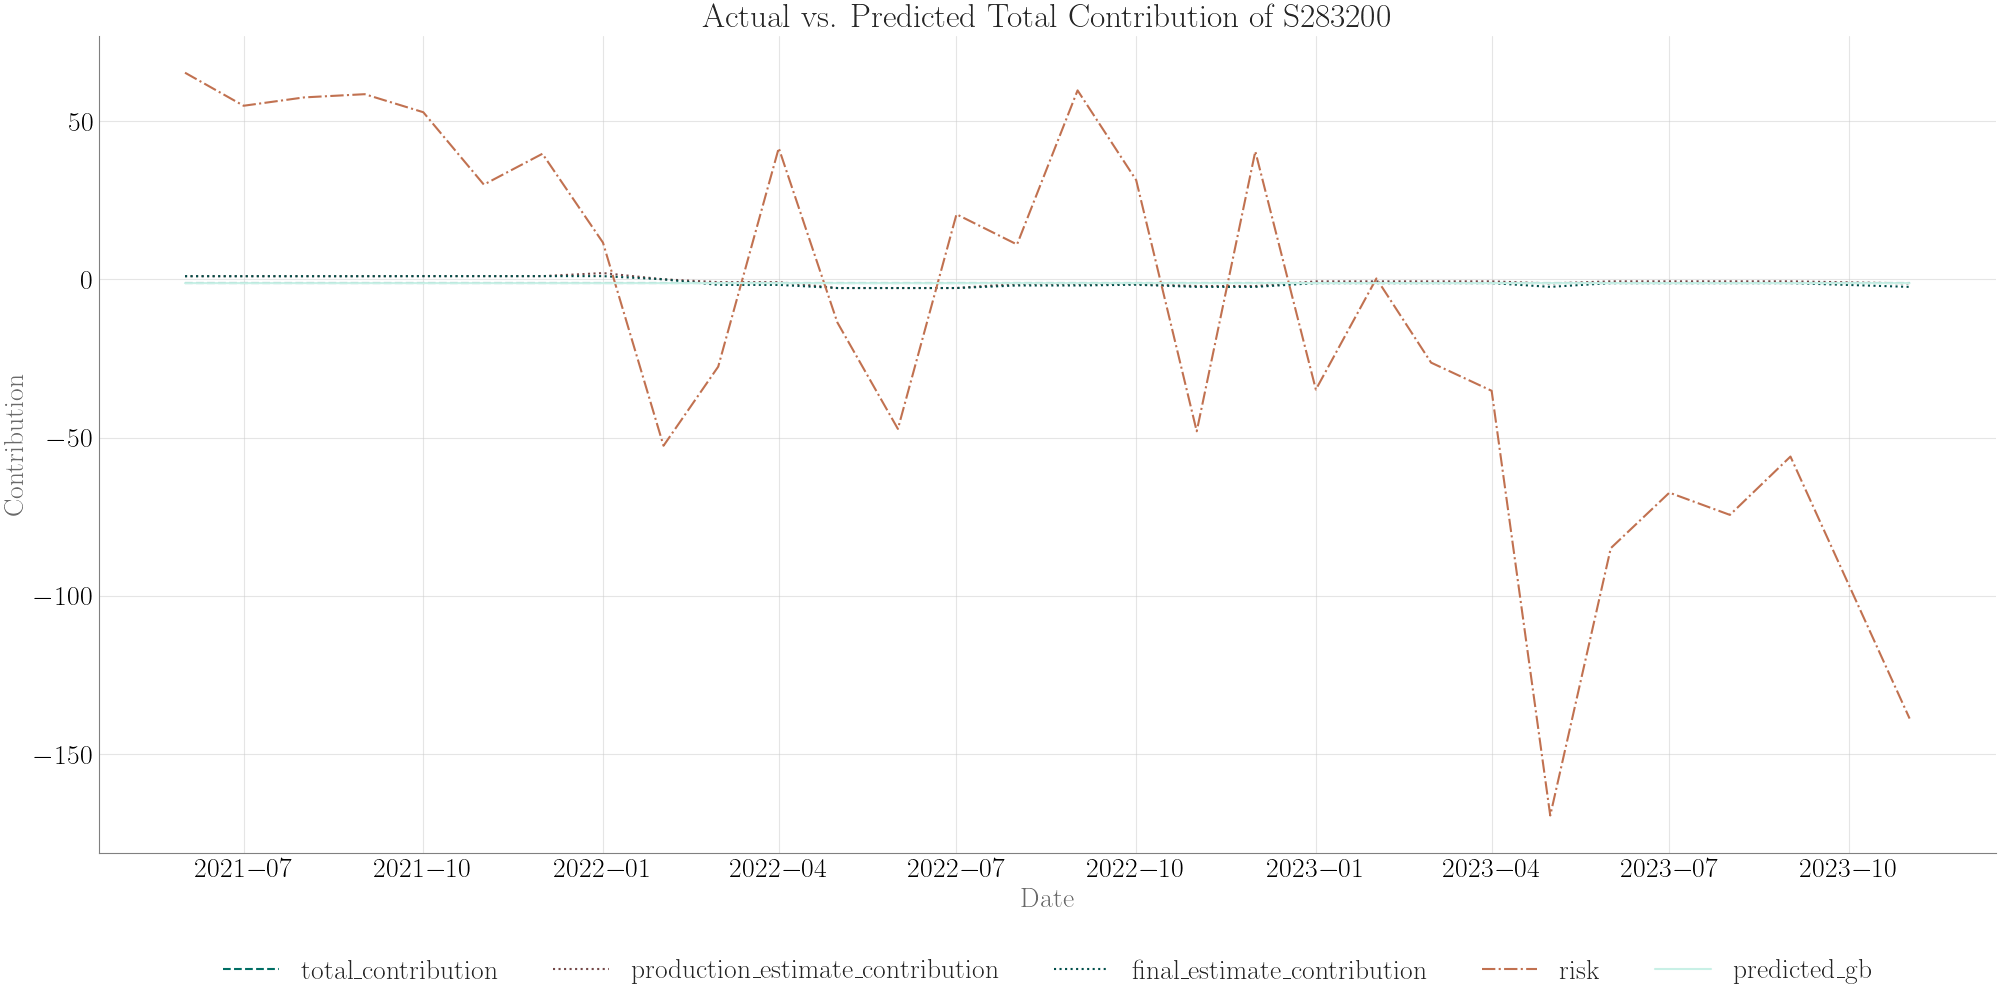 Actual vs. Predicted Total Contribution of S283200
50
0
−50
−100
−150
Contribution
2021−07 2021−10 2022−01 2022−04 2022−07 2022−10 2023−01 2023−04 2023−07 2023−10
Date
total_contribution production_estimate_contribution final_estimate_contribution risk predicted_gb